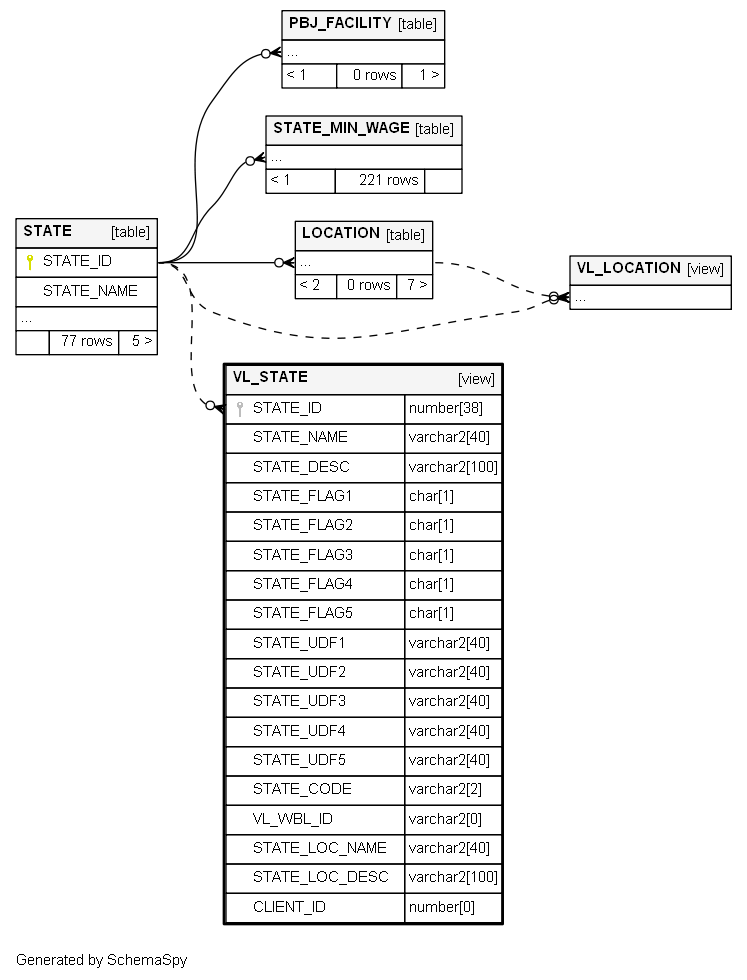 PBJ_FACILITY [table]
...
< 1 0 rows 1 >
STATE_MIN_WAGE [table]
...
< 1 221 rows
STATE [table]
STATE_ID
STATE_NAME
...
77 rows 5 >
LOCATION [table]
...
< 2 0 rows 7 >
VL_LOCATION [view]
...
VL_STATE [view]
STATE_ID number[38]
STATE_NAME varchar2[40]
STATE_DESC varchar2[100]
STATE_FLAG1 char[1]
STATE_FLAG2 char[1]
STATE_FLAG3 char[1]
STATE_FLAG4 char[1]
STATE_FLAG5 char[1]
STATE_UDF1 varchar2[40]
STATE_UDF2 varchar2[40]
STATE_UDF3 varchar2[40]
STATE_UDF4 varchar2[40]
STATE_UDF5 varchar2[40]
STATE_CODE varchar2[2]
VL_WBL_ID varchar2[0]
STATE_LOC_NAME varchar2[40]
STATE_LOC_DESC varchar2[100]
CLIENT_ID number[0]
Generated by SchemaSpy